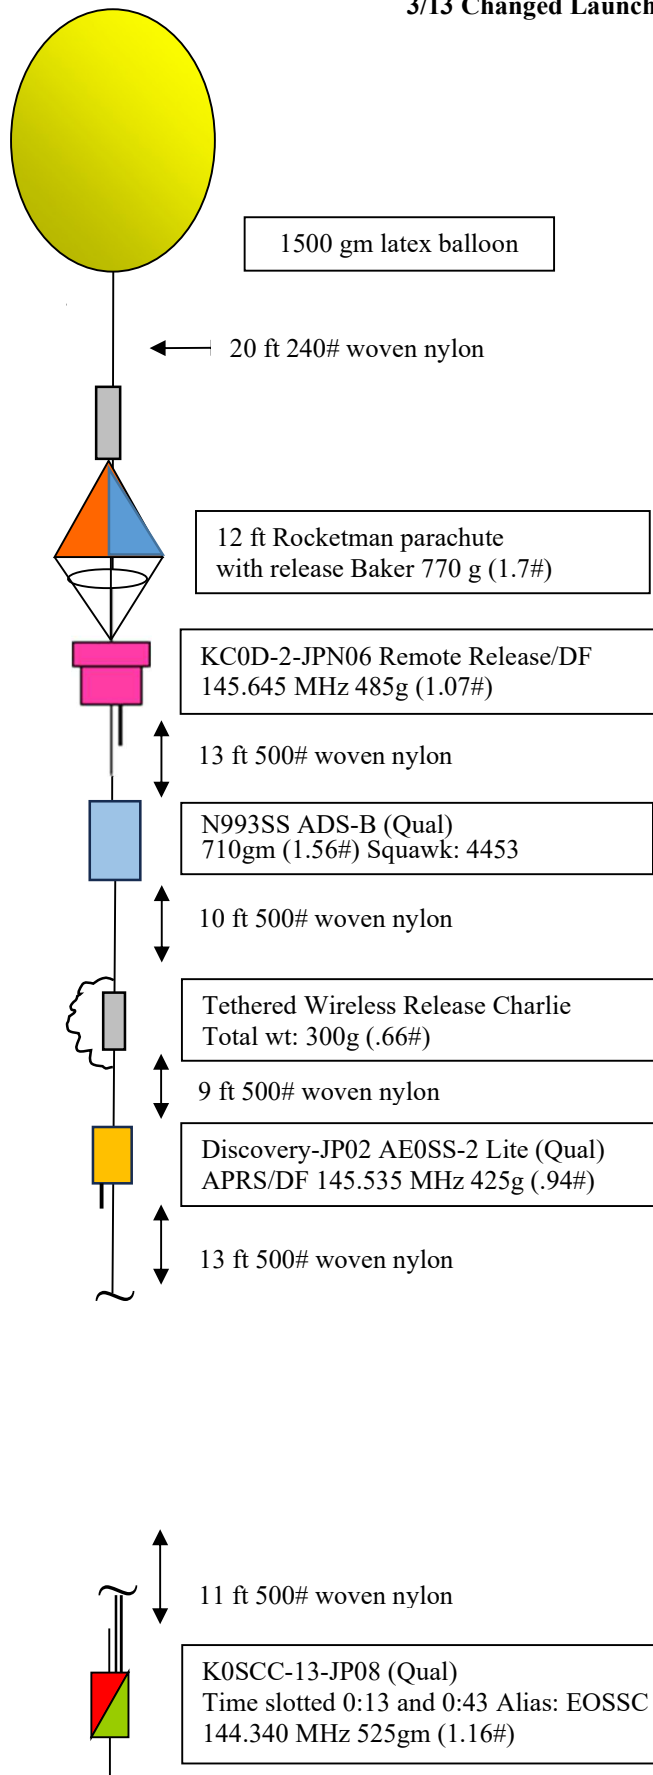 3/13 Changed Launch
1500 gm latex balloon
20 ft 240# woven nylon
12 ft Rocketman parachute
with release Baker 770 g (1.7#)
KC0D-2-JPN06 Remote Release/DF
145.645 MHz 485g (1.07#)
13 ft 500# woven nylon
N993SS ADS-B (Qual)
710gm (1.56#) Squawk: 4453
10 ft 500# woven nylon
Tethered Wireless Release Charlie
Total wt: 300g (.66#)
9 ft 500# woven nylon
Discovery-JP02 AE0SS-2 Lite (Qual)
APRS/DF 145.535 MHz 425g (.94#)
13 ft 500# woven nylon
11 ft 500# woven nylon
K0SCC-13-JP08 (Qual)
Time slotted 0:13 and 0:43 Alias: EOSSC
144.340 MHz 525gm (1.16#)